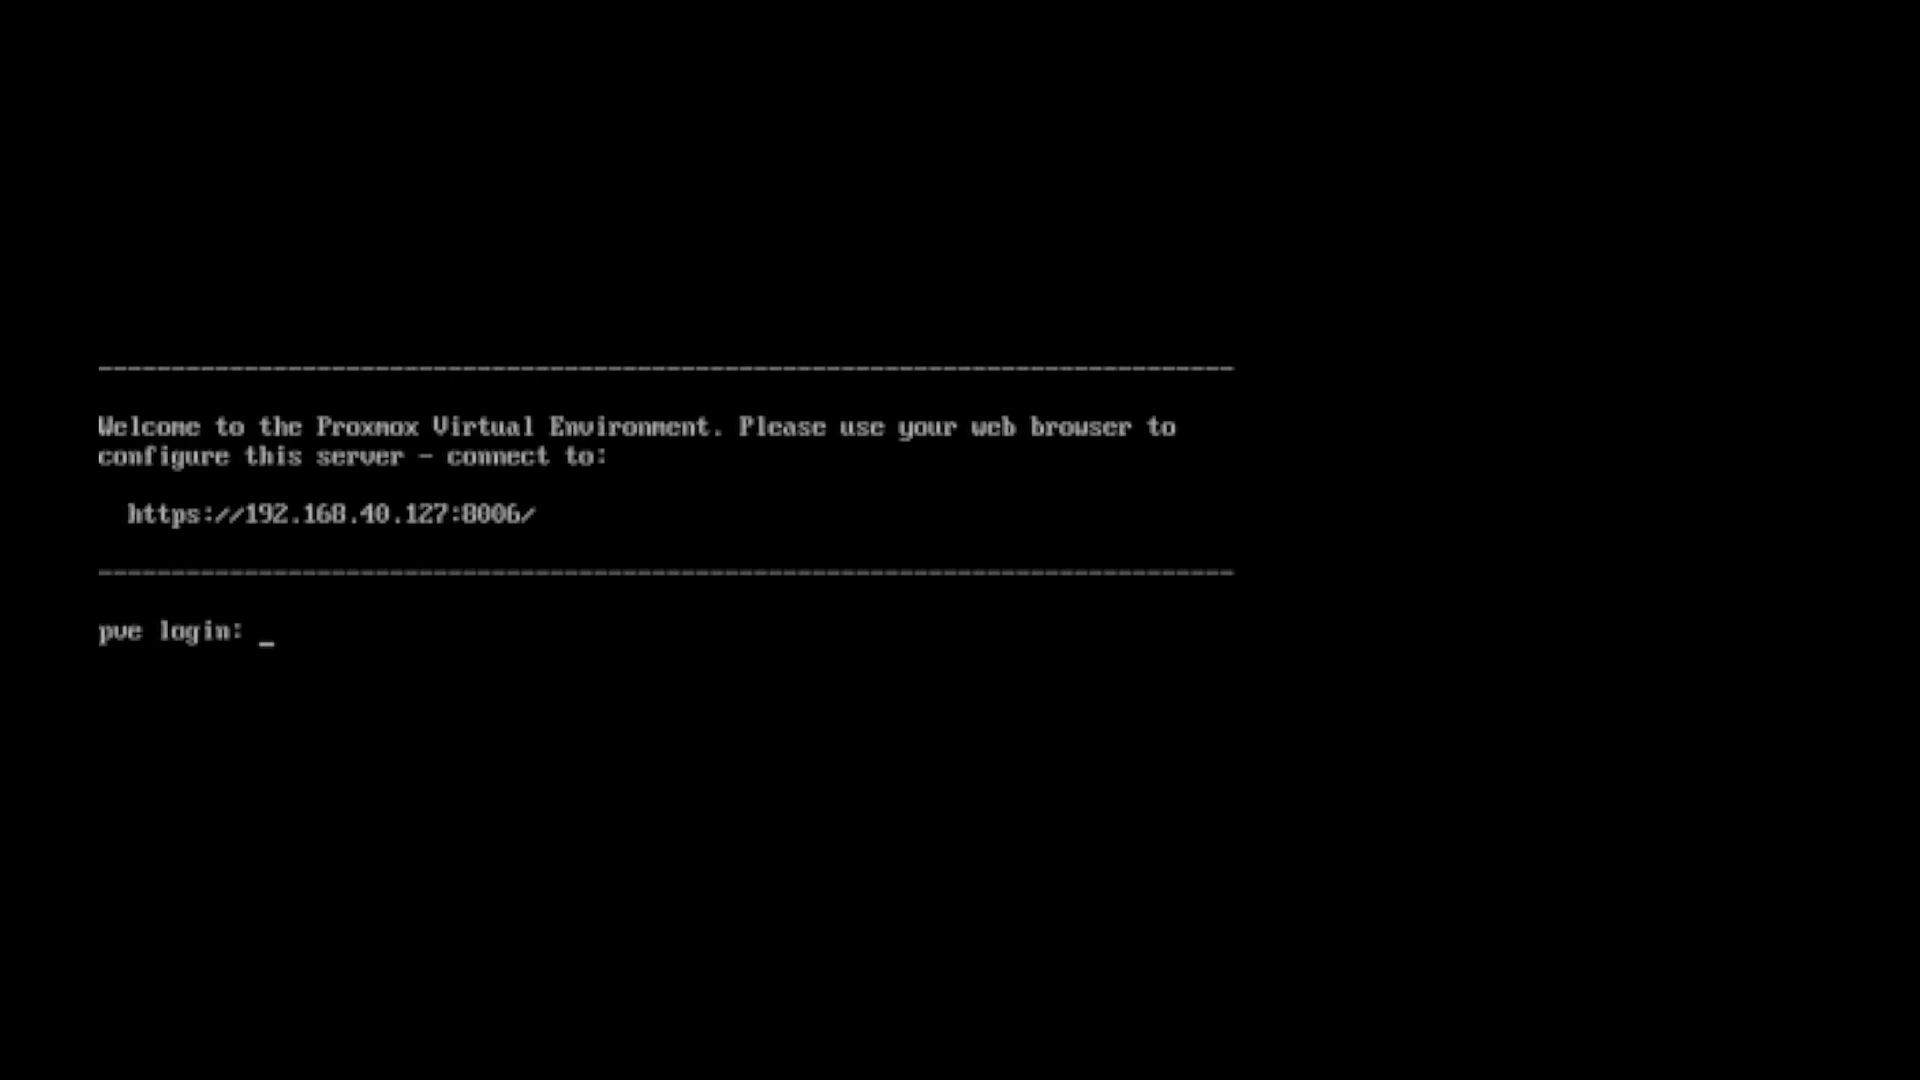 ------------------------------------------------------------------------------
Welcome to the Proxmox Virtual Environment. Please use your web browser to
configure this server - connect to:
https://192.168.40.127:8006/
------------------------------------------------------------------------------
pve login: _